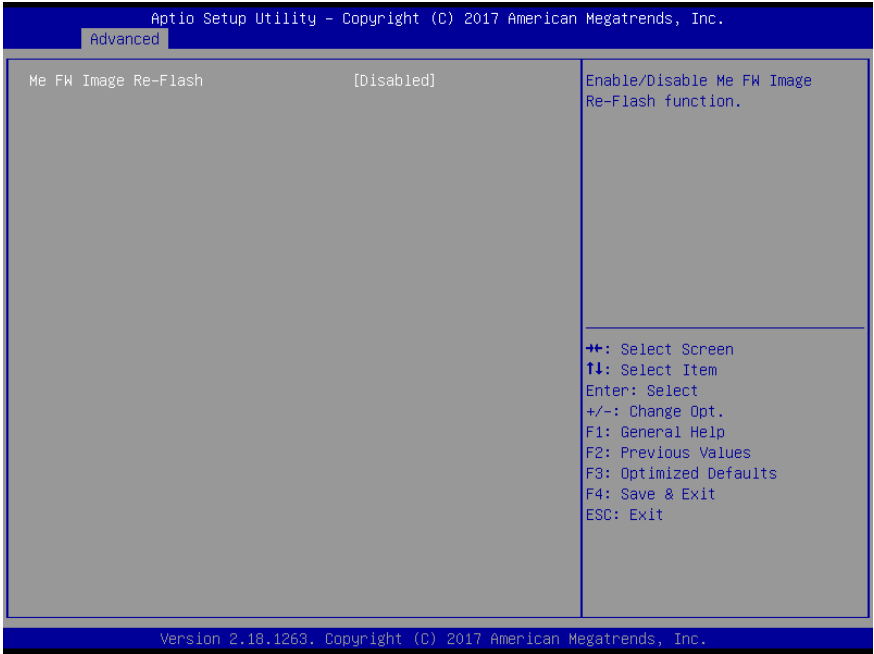 Aptio Setup Utility – Copyright (C) 2017 American Megatrends, Inc.
Advanced
Me FW Image Re-Flash [Disabled]
Enable/Disable Me FW Image
Re-Flash function.
→←: Select Screen
↑↓: Select Item
Enter: Select
+/-: Change Opt.
F1: General Help
F2: Previous Values
F3: Optimized Defaults
F4: Save & Exit
ESC: Exit
Version 2.18.1263. Copyright (C) 2017 American Megatrends, Inc.